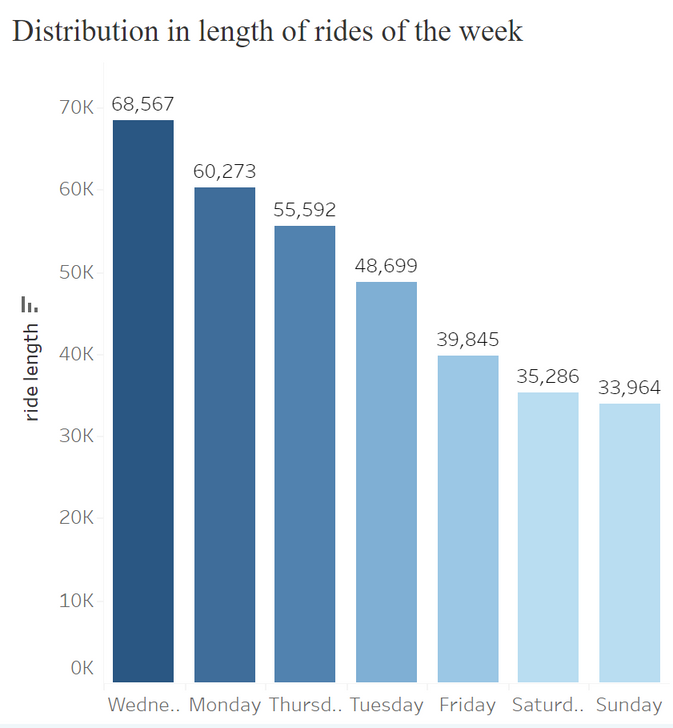 Distribution in length of rides of the week
ride length
70K
60K
50K
40K
30K
20K
10K
0K
68,567
60,273
55,592
48,699
39,845
35,286
33,964
Wedne.. Monday Thursd.. Tuesday Friday Saturd.. Sunday